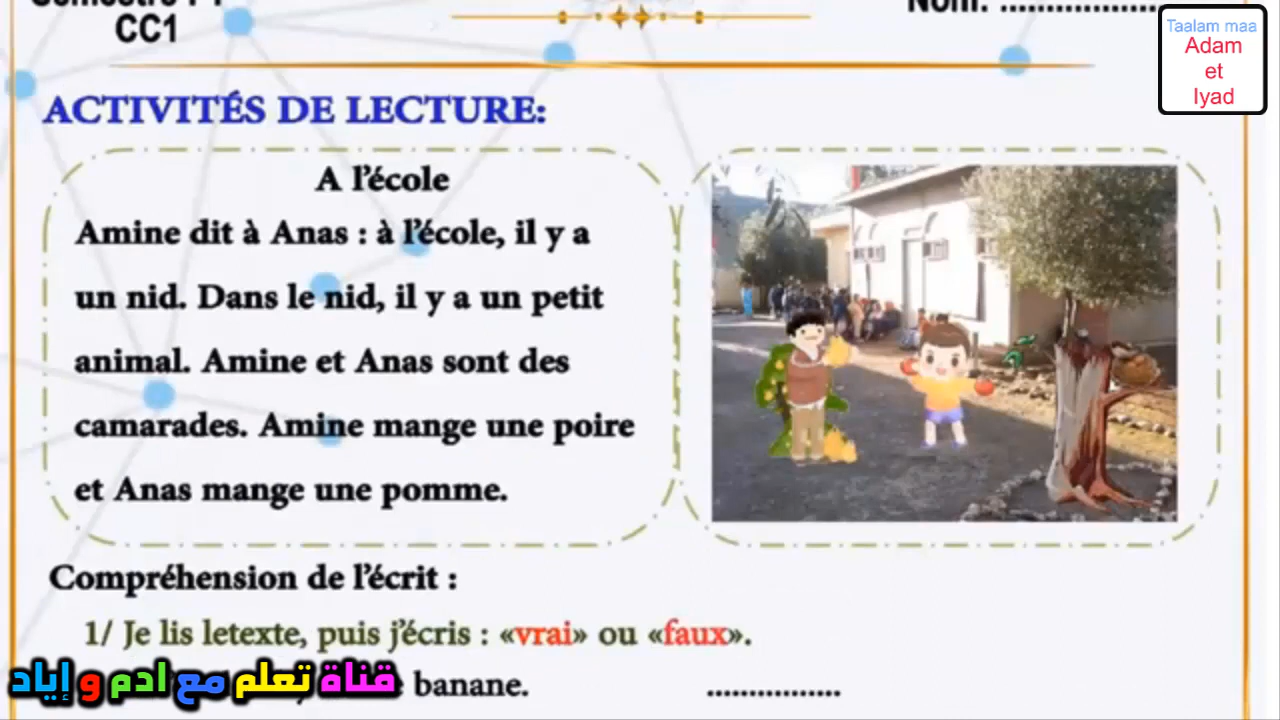 CC1
Nom: ..................
Taalam maa
Adam
et
Iyad
ACTIVITÉS DE LECTURE:
A l’école
Amine dit à Anas : à l’école, il y a
un nid. Dans le nid, il y a un petit
animal. Amine et Anas sont des
camarades. Amine mange une poire
et Anas mange une pomme.
Compréhension de l’écrit :
1/ Je lis letexte, puis j’écris : «vrai» ou «faux».
banane. ................
قناة تعلم مع ادم و إياد